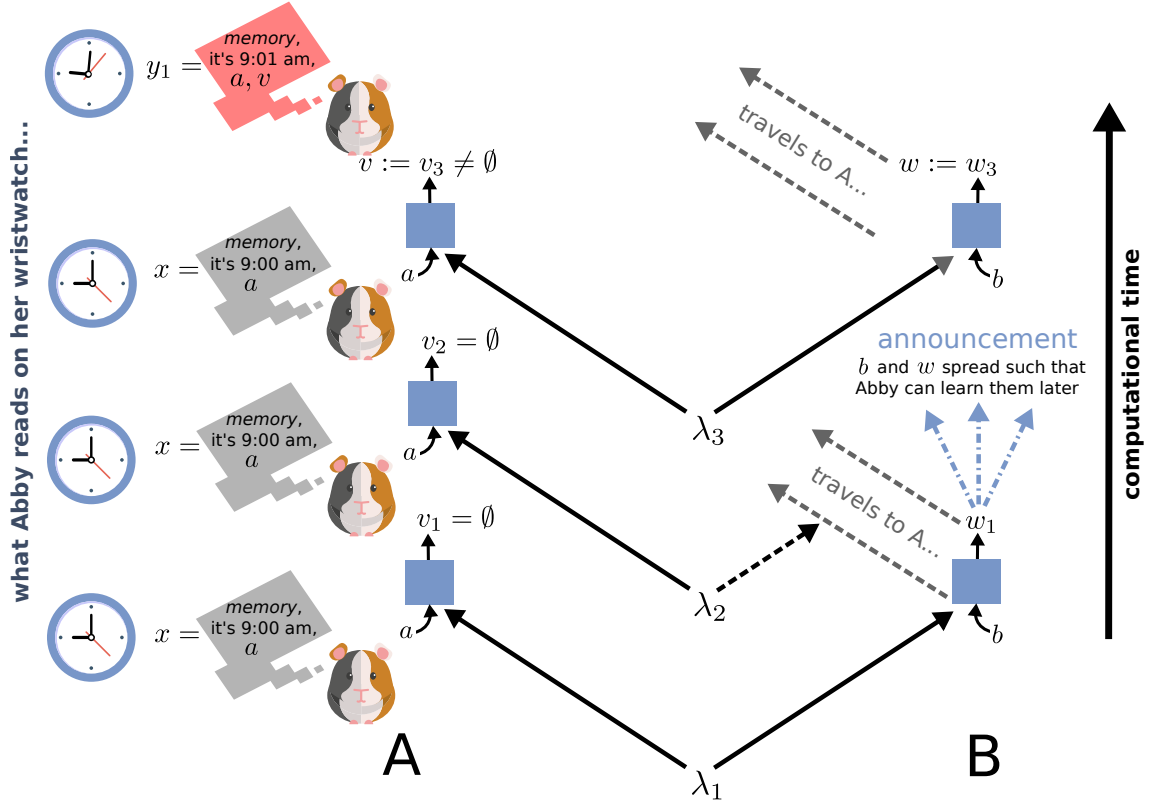 what Abby reads on her wristwatch...
y₁ =
memory,
it's 9:01 am,
a, v
v := v₃ ≠ ∅
a
travels to A...
w := w₃
b
x =
memory,
it's 9:00 am,
a
v₂ = ∅
a
λ₃
announcement
b and w spread such that
Abby can learn them later
computational time
x =
memory,
it's 9:00 am,
a
v₁ = ∅
a
λ₂
travels to A...
w₁
b
x =
memory,
it's 9:00 am,
a
A
λ₁
B